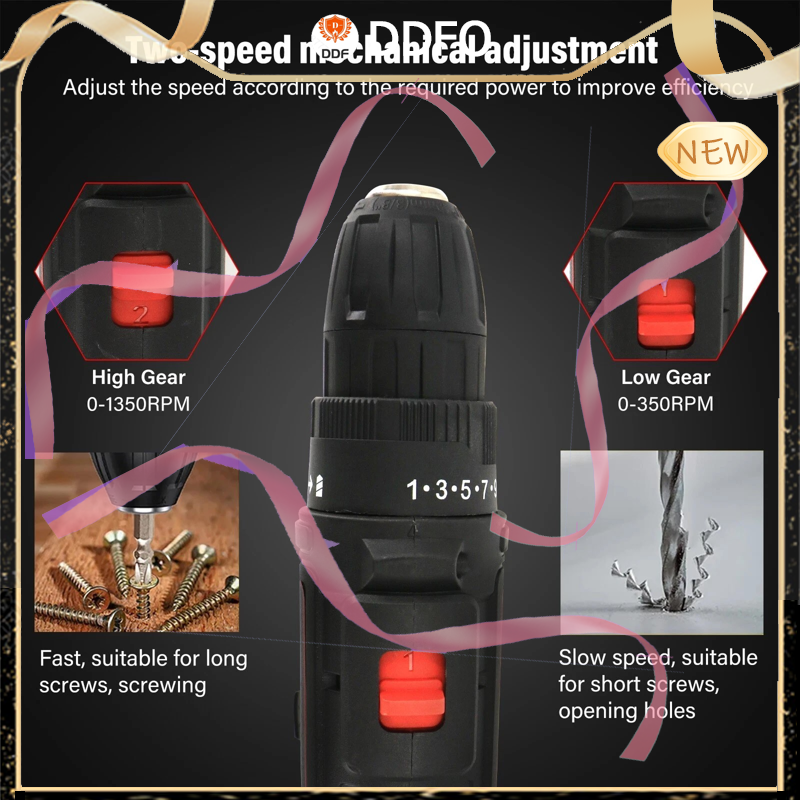 DDFO
DDF
Two-speed mechanical adjustment
Adjust the speed according to the required power to improve efficiency
NEW
2
1
High Gear
0-1350RPM
Low Gear
0-350RPM
1•3•5•7•9
1
Fast, suitable for long
screws, screwing
Slow speed, suitable
for short screws,
opening holes